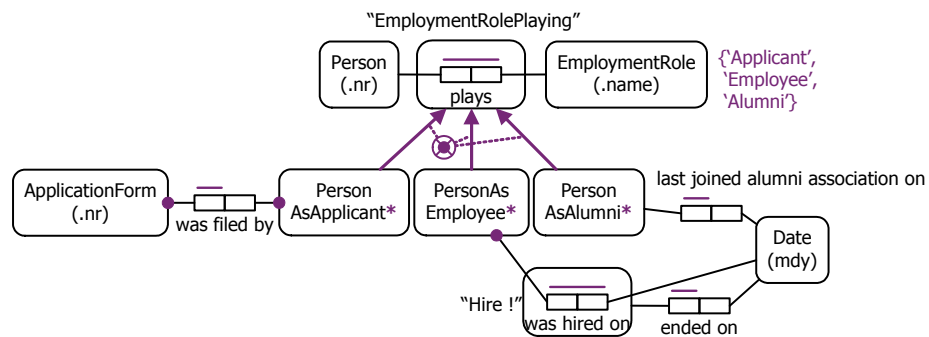 “EmploymentRolePlaying”
Person
(.nr)
plays
EmploymentRole
(.name)
{‘Applicant’,
‘Employee’,
‘Alumni’}
ApplicationForm
(.nr)
was filed by
Person
AsApplicant*
PersonAs
Employee*
Person
AsAlumni*
last joined alumni association on
Date
(mdy)
“Hire !”
was hired on
ended on